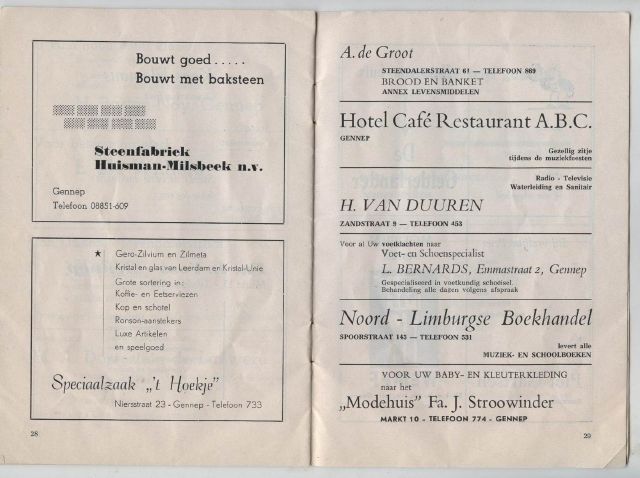 Bouwt goed.....
Bouwt met baksteen
Steenfabriek
Huisman-Milsbeek n.v.
Gennep
Telefoon 08851-609
★ Gero-Zilvium en Zilmeta
Kristal en glas van Leerdam en Kristal-Unie
Grote sortering in:
Koffie- en Eetserviezen
Kop en schotel
Ronson-aanstekers
Luxe Artikelen
en speelgoed
Speciaalzaak „'t Hoekje"
Niersstraat 23 - Gennep - Telefoon 733
28
A. de Groot
STEENDALERSTRAAT 61 — TELEFOON 869
BROOD EN BANKET
ANNEX LEVENSMIDDELEN
Hotel Café Restaurant A.B.C.
GENNEP
Gezellig zitje
tijdens de muziekfeesten
Radio - Televisie
Waterleiding en Sanitair
H. VAN DUUREN
ZANDSTRAAT 9 — TELEFOON 453
Voor al Uw voetklachten naar
Voet- en Schoenspecialist
L. BERNARDS, Emmastraat 2, Gennep
Gespecialiseerd in voetkundig schoeisel.
Behandeling alle dagen volgens afspraak
Noord - Limburgse Boekhandel
SPOORSTRAAT 143 — TELEFOON 531
levert alle
MUZIEK- EN SCHOOLBOEKEN
VOOR UW BABY- EN KLEUTERKLEDING
naar het
„Modehuis" Fa. J. Stroowinder
MARKT 10 - TELEFOON 774 - GENNEP
29